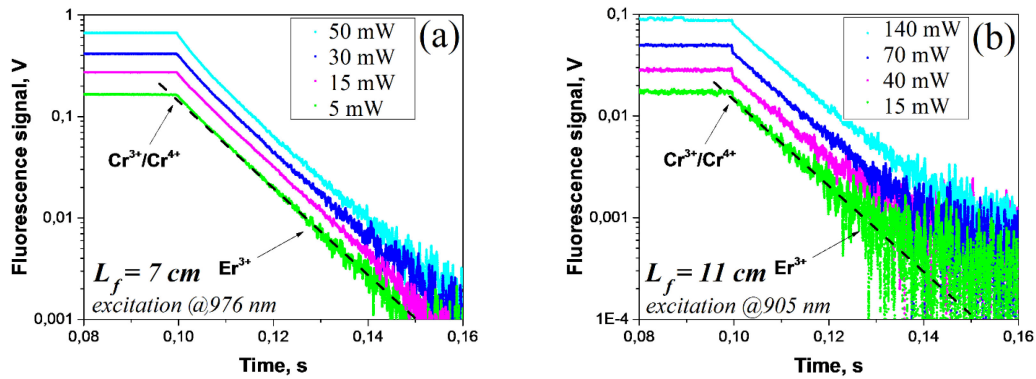 (a)
50 mW
30 mW
15 mW
5 mW
Cr³⁺/Cr⁴⁺
Er³⁺
L_f = 7 cm
excitation @976 nm
Fluorescence signal, V
1
0,1
0,01
0,001
0,08 0,10 0,12 0,14 0,16
Time, s
(b)
140 mW
70 mW
40 mW
15 mW
Cr³⁺/Cr⁴⁺
Er³⁺
L_f = 11 cm
excitation @905 nm
Fluorescence signal, V
0,1
0,01
0,001
1E-4
0,08 0,10 0,12 0,14 0,16
Time, s